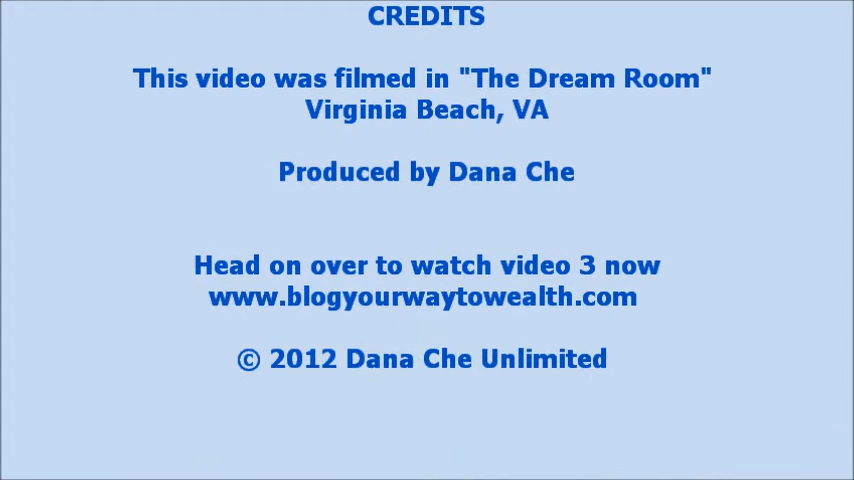 CREDITS
This video was filmed in "The Dream Room"
Virginia Beach, VA
Produced by Dana Che
Head on over to watch video 3 now
www.blogyourwaytowealth.com
© 2012 Dana Che Unlimited